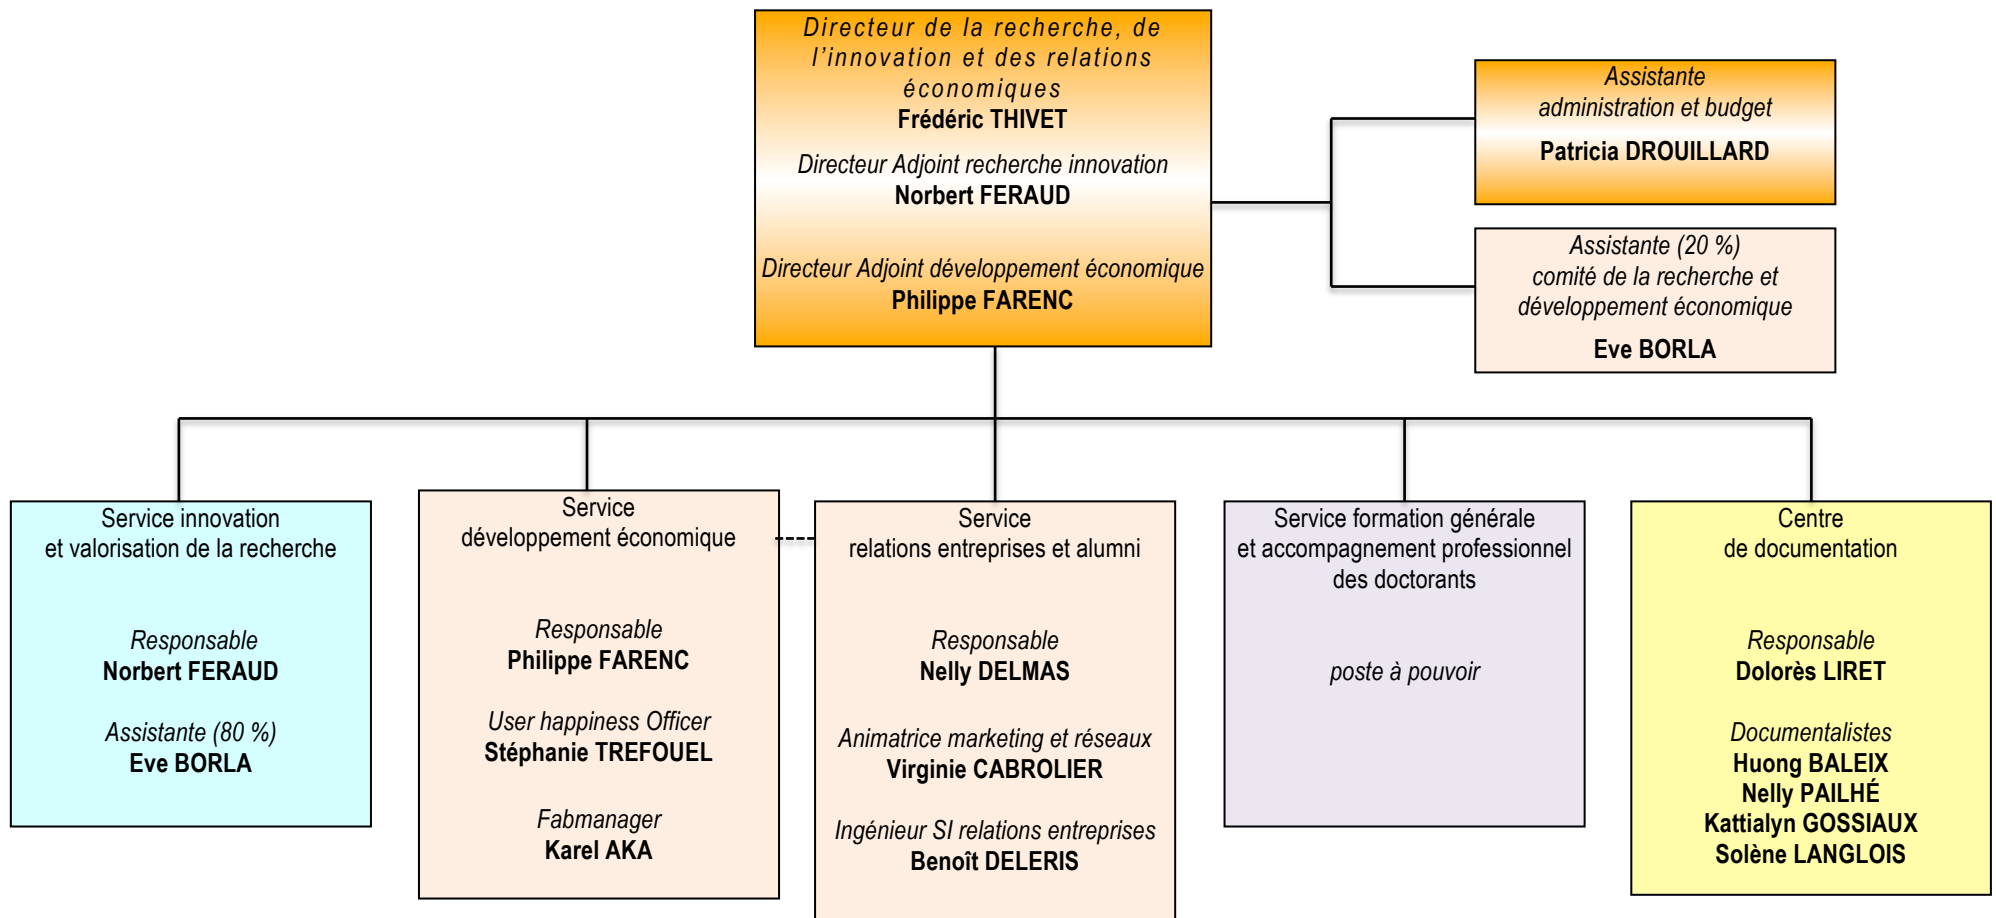 Directeur de la recherche, de
l’innovation et des relations
économiques
Frédéric THIVET
Directeur Adjoint recherche innovation
Norbert FERAUD
Directeur Adjoint développement économique
Philippe FARENC
Assistante
administration et budget
Patricia DROUILLARD
Assistante (20 %)
comité de la recherche et
développement économique
Eve BORLA
Service innovation
et valorisation de la recherche
Responsable
Norbert FERAUD
Assistante (80 %)
Eve BORLA
Service
développement économique
Responsable
Philippe FARENC
User happiness Officer
Stéphanie TREFOUEL
Fabmanager
Karel AKA
Service
relations entreprises et alumni
Responsable
Nelly DELMAS
Animatrice marketing et réseaux
Virginie CABROLIER
Ingénieur SI relations entreprises
Benoît DELERIS
Service formation générale
et accompagnement professionnel
des doctorants
poste à pouvoir
Centre
de documentation
Responsable
Dolorès LIRET
Documentalistes
Huong BALEIX
Nelly PAILHÉ
Kattialyn GOSSIAUX
Solène LANGLOIS